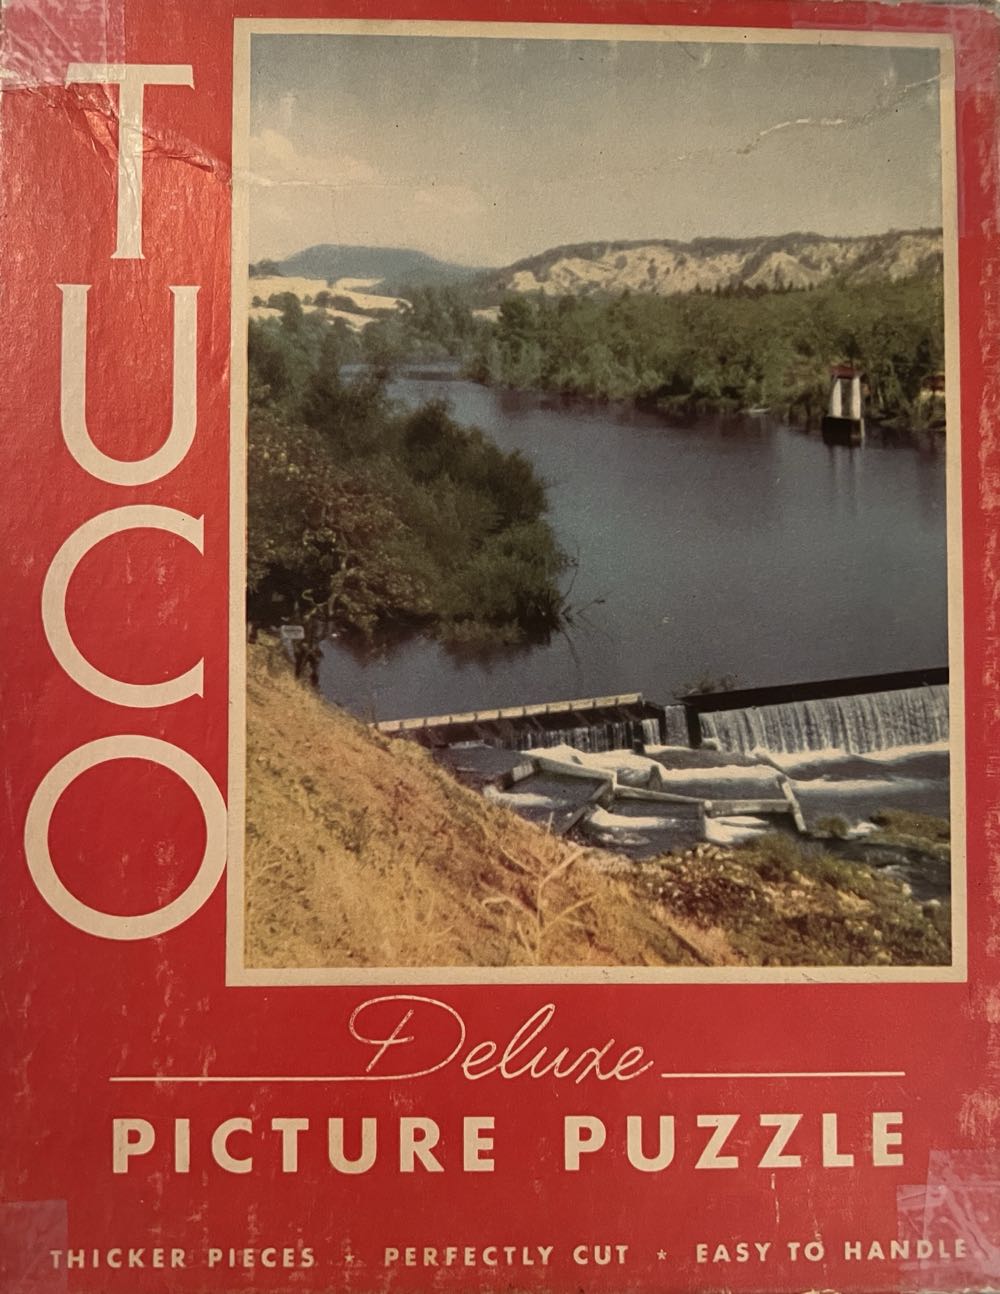 TUCO
Deluxe
PICTURE PUZZLE
THICKER PIECES * PERFECTLY CUT * EASY TO HANDLE